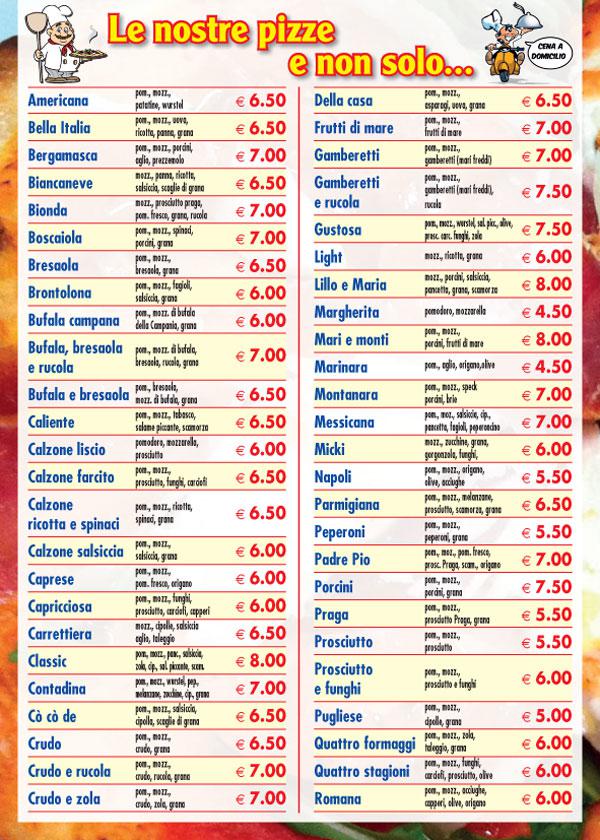 Le nostre pizze
e non solo...
CENA A
DOMICILIO
Americana pom., mozz., € 6.50
patatine, wurstel
Bella Italia pom., mozz., uova, € 6.50
ricotta, panna, grana
Bergamasca pom., mozz., porcini, € 7.00
aglio, prezzemolo
Biancaneve mozz., panna, ricotta, € 6.50
salsiccia, scaglie di grana
Bionda mozz., prosciutto praga, € 7.00
pom. fresco, grana, rucola
Boscaiola pom., mozz., spinaci, € 7.00
porcini, grana
Bresaola pom., mozz., € 6.50
bresaola, grana
Brontolona pom., mozz., fagioli, € 6.00
salsiccia, grana
Bufala campana pom., mozz. di bufala € 6.00
della Campania, grana
Bufala, bresaola pom., mozz. di bufala, € 7.00
e rucola bresaola, rucola, grana
Bufala e bresaola pom., bresaola, € 6.50
mozz. di bufala, grana
Caliente pom., mozz., tabasco, € 6.50
salame piccante, scamorza
Calzone liscio pomodoro, mozzarella, € 6.00
prosciutto
Calzone farcito pom., mozz., € 6.50
prosciutto, funghi, carciofi
Calzone pom., mozz., ricotta, € 6.50
ricotta e spinaci spinaci, grana
Calzone salsiccia pom., mozz., € 6.00
salsiccia, grana
Caprese pom., mozz., € 6.00
pom. fresco, origano
Capricciosa pom., mozz., funghi, € 6.00
prosciutto, carciofi, capperi
Carrettiera mozz., cipolle, salsiccia € 6.50
aglio, taleggio
Classic pom., mozz., panc., salsiccia, € 8.00
zola, cip., sal. piccante, scam.
Contadina pom., mozz., wurstel, pep., € 7.00
melanzane, zucchine, cip., grana
Cò cò de pom., mozz., salsiccia, € 6.50
cipolla, scaglie di grana
Crudo pom., mozz., € 6.50
crudo, grana
Crudo e rucola pom., mozz., € 7.00
crudo, rucola, grana
Crudo e zola pom., mozz., € 7.00
crudo, zola, grana
Della casa pom., mozz., € 6.50
asparagi, uova, grana
Frutti di mare pom., mozz., € 7.00
frutti di mare
Gamberetti pom., mozz., € 7.00
gamberetti (mari freddi)
Gamberetti pom., mozz., € 7.50
e rucola gamberetti (mari freddi),
rucola
Gustosa pom., mozz., wurstel, sal. pic., olive, € 7.50
presc. carc. funghi, zola
Light mozz., ricotta, grana € 6.00
Lillo e Maria pom., mozz., porcini, salsiccia, € 8.00
pancetta, grana, scamorza
Margherita pomodoro, mozzarella € 4.50
Mari e monti pom., mozz., € 8.00
porcini, frutti di mare
Marinara pom., aglio, origano,olive € 4.50
Montanara pom., mozz., speck € 7.00
porcini, brie
Messicana pom., moz., salsiccia, cip., € 7.00
pancetta, fagioli, peperoncino
Micki mozz., zucchine, grana, € 6.00
gorgonzola, funghi,
Napoli pom., mozz., origano, € 5.50
olive, acciughe
Parmigiana pom., mozz., melanzane, € 6.50
prosciutto, scamorza, grana
Peperoni pom., mozz., € 5.50
peperoni, grana
Padre Pio pom., moz., pom. fresco, € 7.00
prosc. Praga, scam., origano
Porcini pom., mozz., € 7.50
porcini, grana
Praga pom., mozz., € 5.50
prosciutto Praga, grana
Prosciutto pom., mozz., € 5.50
prosciutto
Prosciutto pom., mozz., € 6.00
e funghi prosciutto e funghi
Pugliese pom., mozz., € 5.00
cipolle, grana
Quattro formaggi pom., mozz., zola, € 6.00
taleggio, grana
Quattro stagioni pom., mozz., funghi, € 6.00
carciofi, prosciutto, olive
Romana pom., mozz., acciughe, € 6.00
capperi, olive, origano